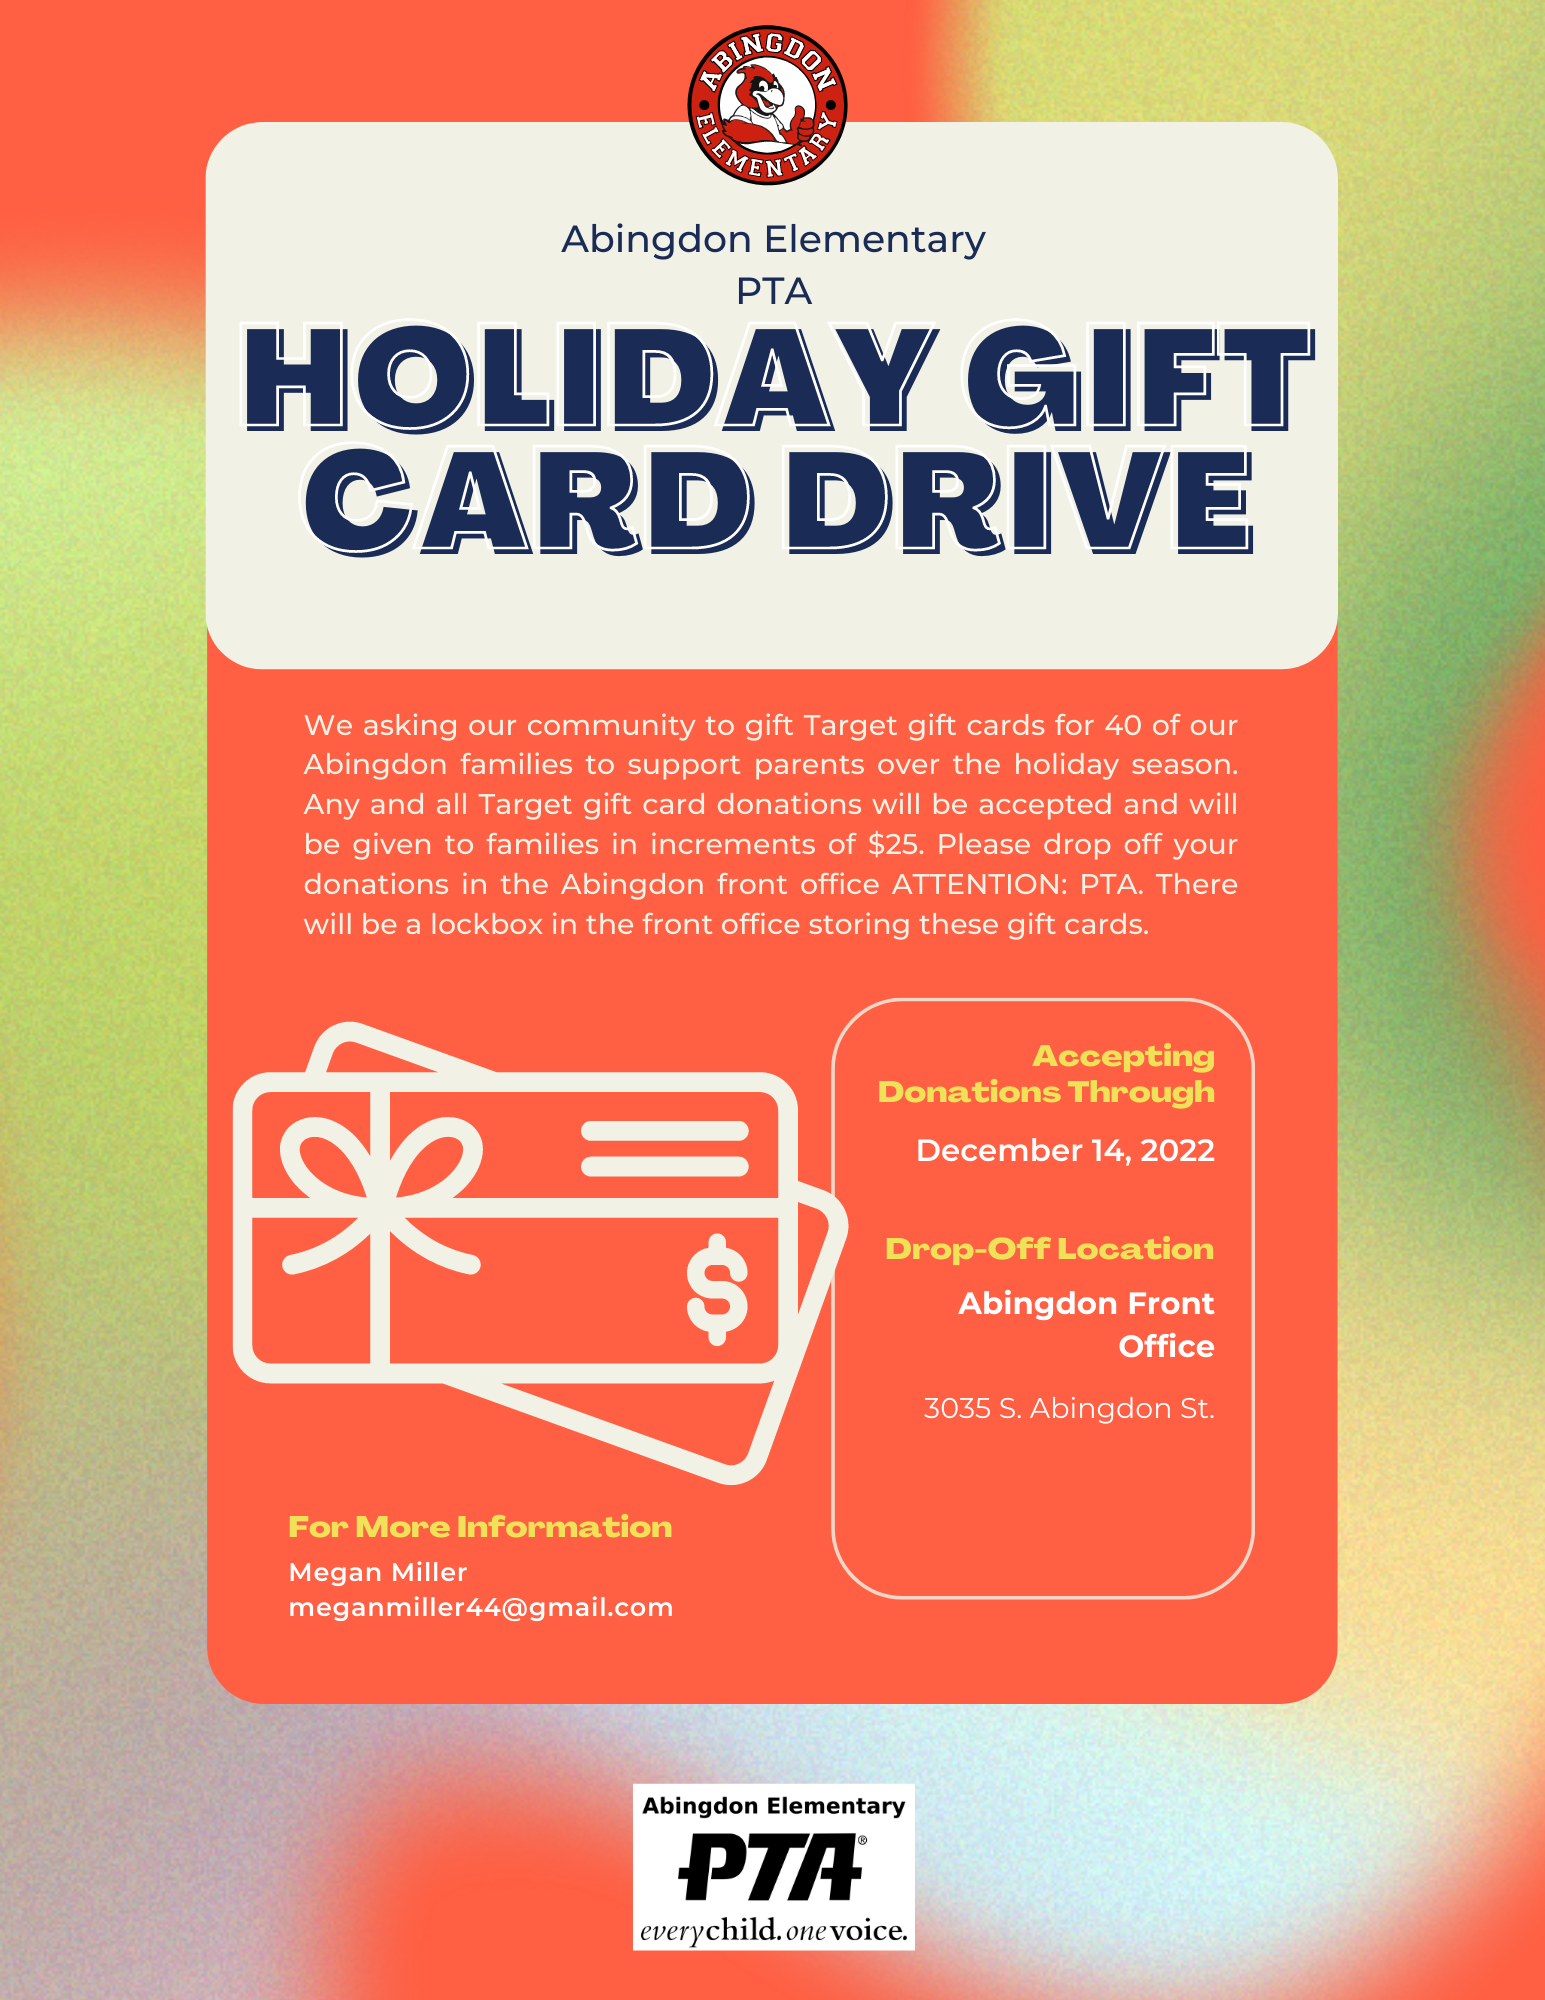 ABINGDON
ELEMENTARY
Abingdon Elementary
PTA
HOLIDAY GIFT
CARD DRIVE
We asking our community to gift Target gift cards for 40 of our
Abingdon families to support parents over the holiday season.
Any and all Target gift card donations will be accepted and will
be given to families in increments of $25. Please drop off your
donations in the Abingdon front office ATTENTION: PTA. There
will be a lockbox in the front office storing these gift cards.
$
Accepting
Donations Through
December 14, 2022
Drop-Off Location
Abingdon Front
Office
3035 S. Abingdon St.
For More Information
Megan Miller
meganmiller44@gmail.com
Abingdon Elementary
PTA®
everychild.onevoice.